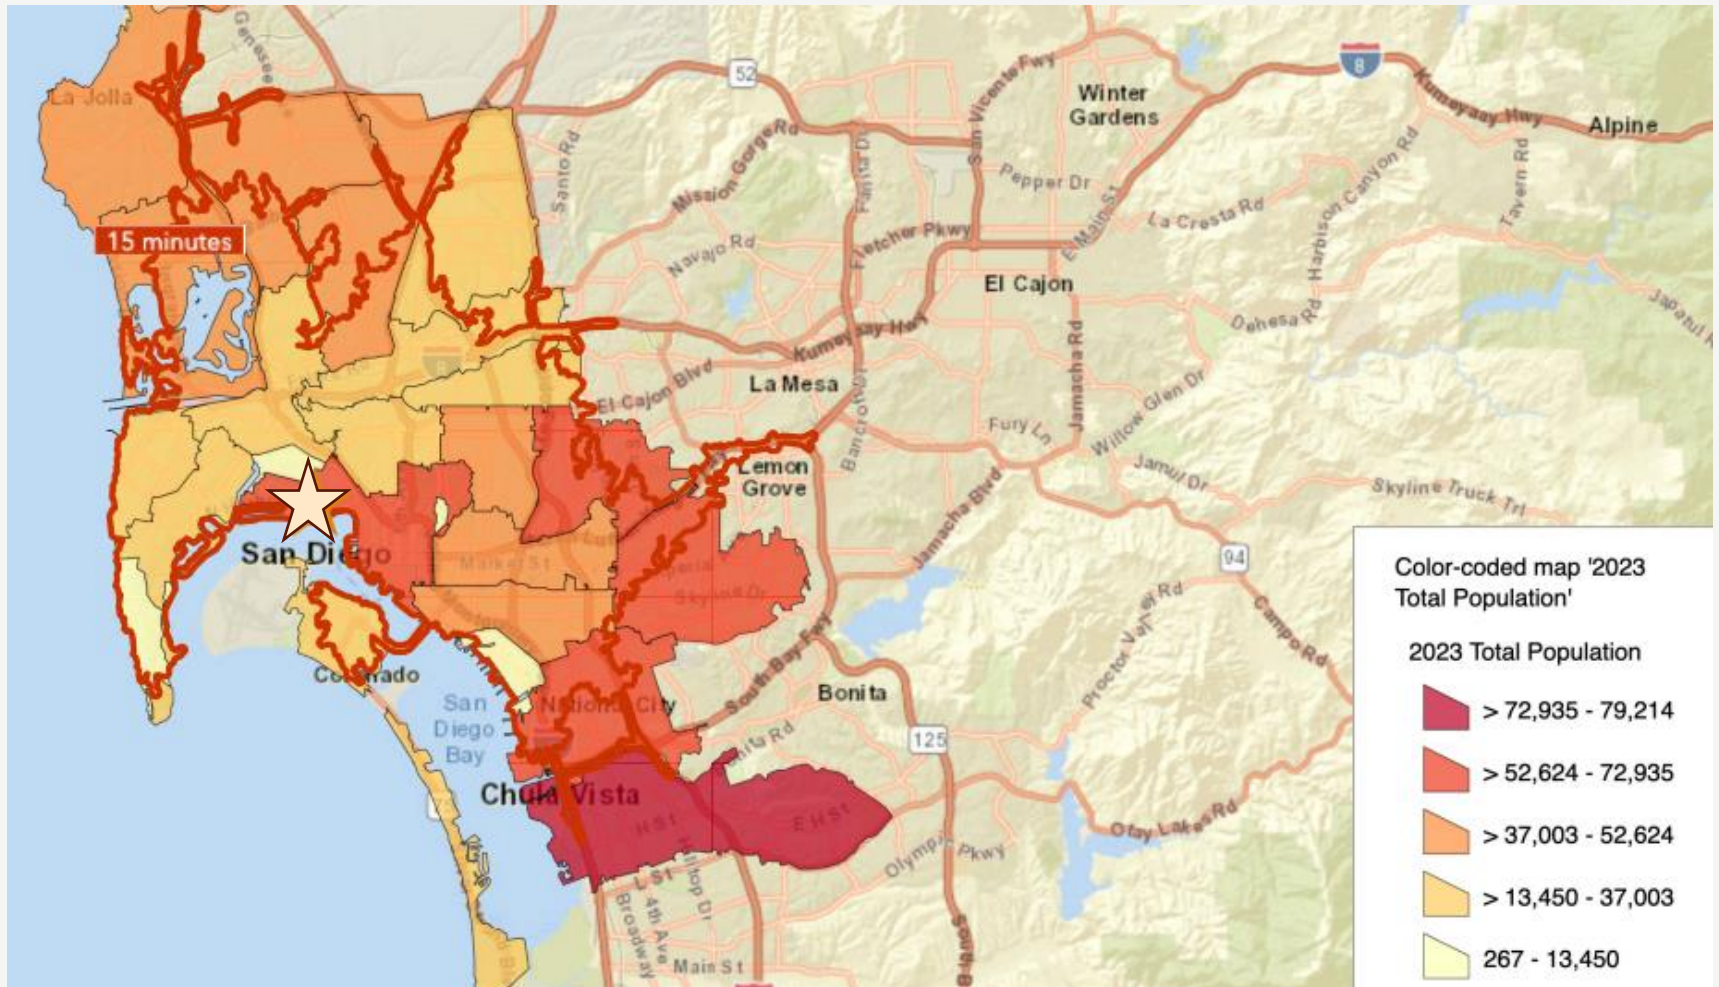 La Jolla
Genesee
52
8
Kumeyaay Hwy
Alpine
Winter
Gardens
San Vicente Fwy
Santo Rd
Mission Gorge Rd
Pepper Dr
La Cresta Rd
Harbison Canyon Rd
Tavern Rd
15 minutes
Navajo Rd
Fletcher Pkwy
E Main St
El Cajon
Dehesa Rd
Kumeyaay Hwy
Jamacha Rd
El Cajon Blvd
La Mesa
Willow Glen Dr
Fury Ln
Lemon
Grove
Jamul Dr
Skyline Truck Trl
Jamacha Blvd
San Diego
Market St
94
Skyline Dr
Proctor Valley Rd
Campo Rd
Coronado
South Bay Fwy
Bonita
San
Diego
Bay
National City
125
Chula Vista
H St
E H St
Otay Lakes Rd
Olympic Pkwy
L St
Hilltop Dr
4th Ave
Broadway
Main St
Color-coded map '2023
Total Population'
2023 Total Population
> 72,935 - 79,214
> 52,624 - 72,935
> 37,003 - 52,624
> 13,450 - 37,003
267 - 13,450